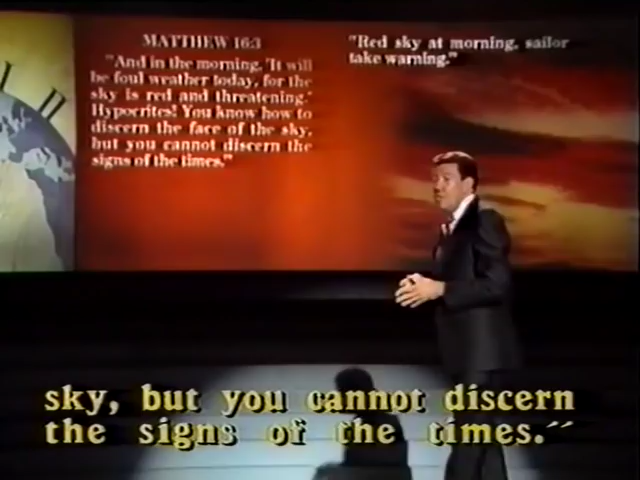 MATTHEW 16:3
"And in the morning, 'It will
be foul weather today, for the
sky is red and threatening.'
Hypocrites! You know how to
discern the face of the sky,
but you cannot discern the
signs of the times."
"Red sky at morning, sailor
take warning."
sky, but you cannot discern
the signs of the times."